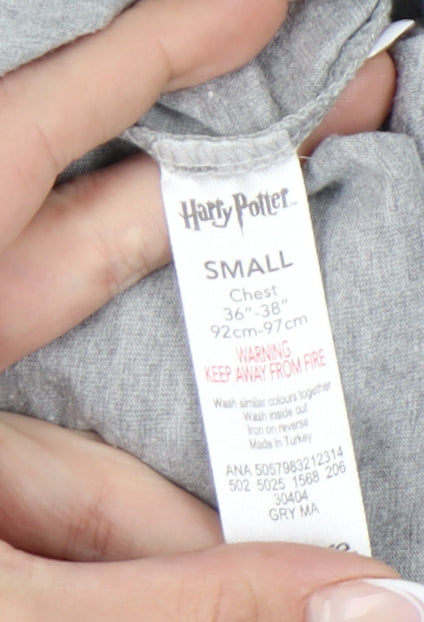 Harry Potter™
SMALL
Chest
36"-38"
92cm-97cm
WARNING
KEEP AWAY FROM FIRE
Wash similar colours together
Wash inside out
Iron on reverse
Made in Turkey
ANA 5057983212314
502 5025 1568 206
30404
GRY MA